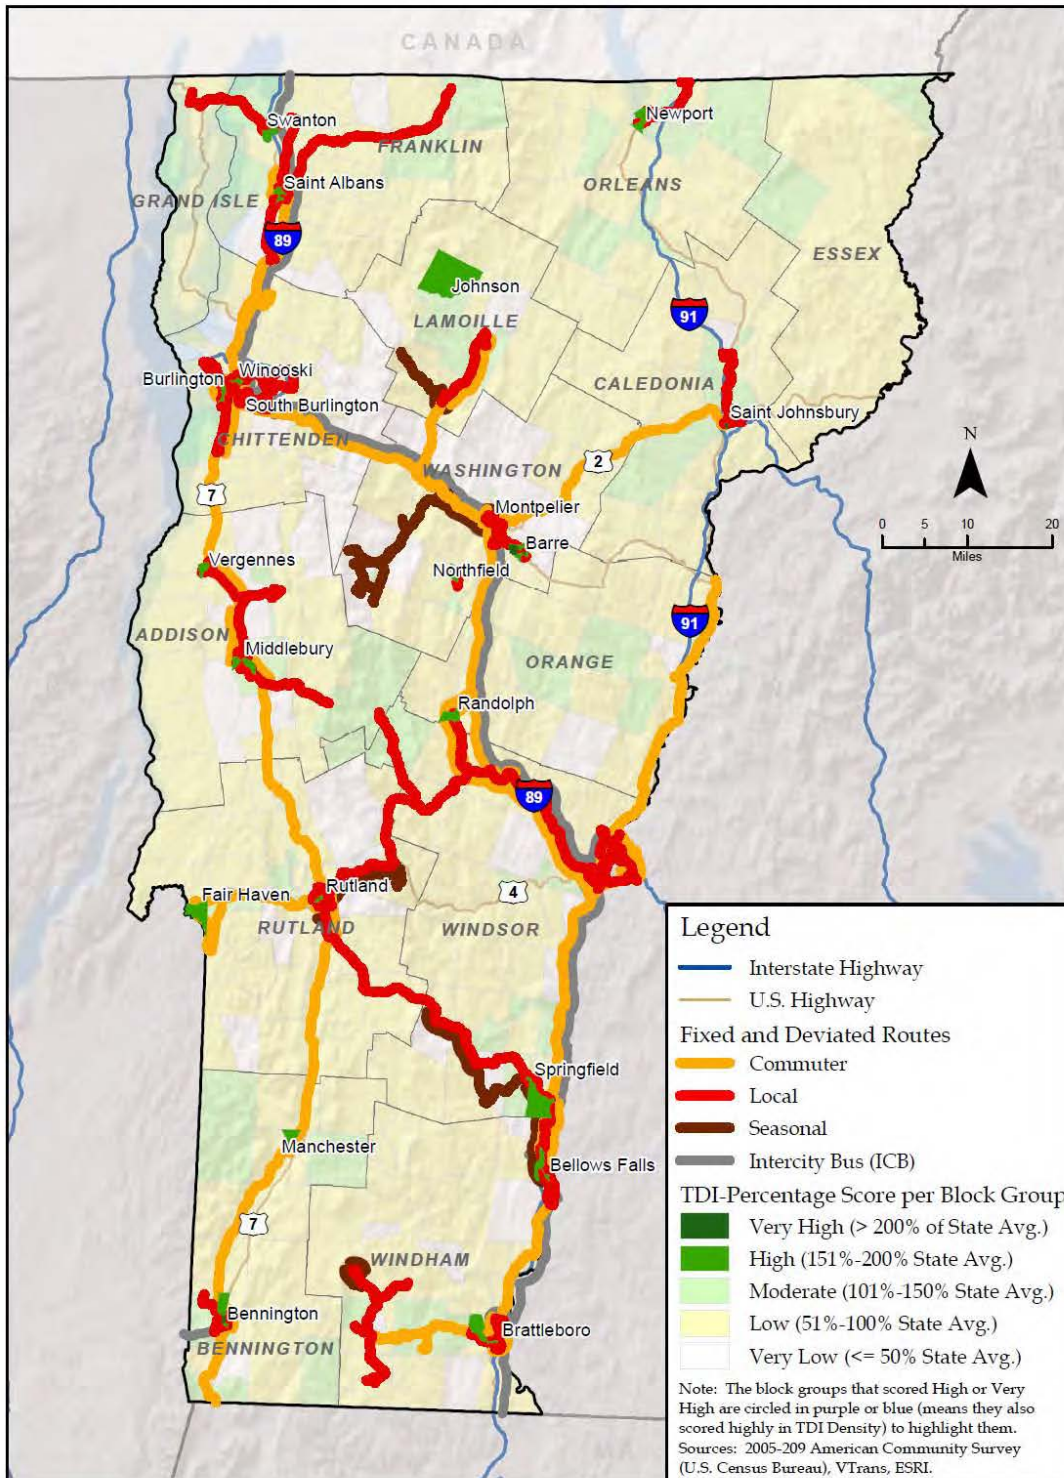 CANADA
Swanton
Newport
FRANKLIN
Saint Albans
ORLEANS
GRAND ISLE
89
ESSEX
Johnson
91
LAMOILLE
Winooski
Burlington
CALEDONIA
South Burlington
Saint Johnsbury
CHITTENDEN
N
WASHINGTON
2
7
Montpelier
0 5 10 20
Miles
Barre
Vergennes
Northfield
91
ADDISON
Middlebury
ORANGE
Randolph
89
Fair Haven
Rutland
4
RUTLAND
WINDSOR
Springfield
Manchester
Bellows Falls
7
WINDHAM
Bennington
Brattleboro
BENNINGTON
Legend
Interstate Highway
U.S. Highway
Fixed and Deviated Routes
Commuter
Local
Seasonal
Intercity Bus (ICB)
TDI-Percentage Score per Block Group
Very High (> 200% of State Avg.)
High (151%-200% State Avg.)
Moderate (101%-150% State Avg.)
Low (51%-100% State Avg.)
Very Low (<= 50% State Avg.)
Note: The block groups that scored High or Very
High are circled in purple or blue (means they also
scored highly in TDI Density) to highlight them.
Sources: 2005-209 American Community Survey
(U.S. Census Bureau), VTrans, ESRI.